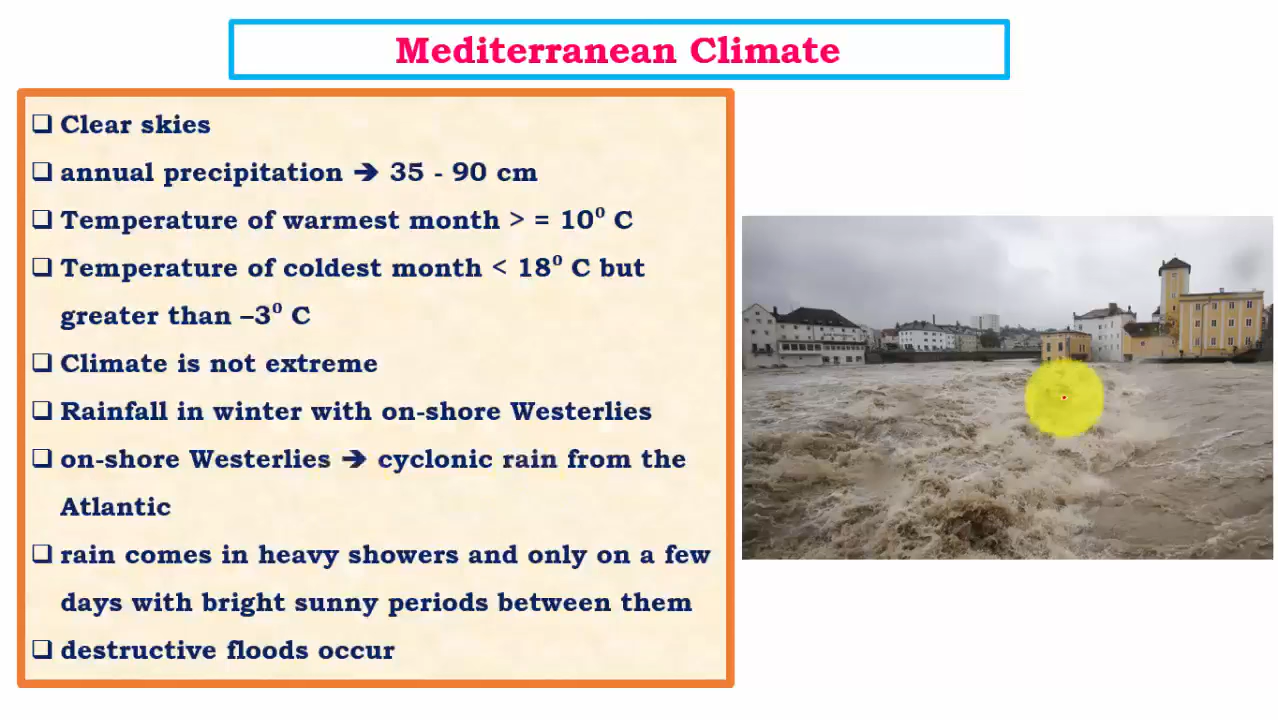 Mediterranean Climate
❑ Clear skies
❑ annual precipitation ➔ 35 - 90 cm
❑ Temperature of warmest month > = 10⁰ C
❑ Temperature of coldest month < 18⁰ C but
greater than –3⁰ C
❑ Climate is not extreme
❑ Rainfall in winter with on-shore Westerlies
❑ on-shore Westerlies ➔ cyclonic rain from the
Atlantic
❑ rain comes in heavy showers and only on a few
days with bright sunny periods between them
❑ destructive floods occur